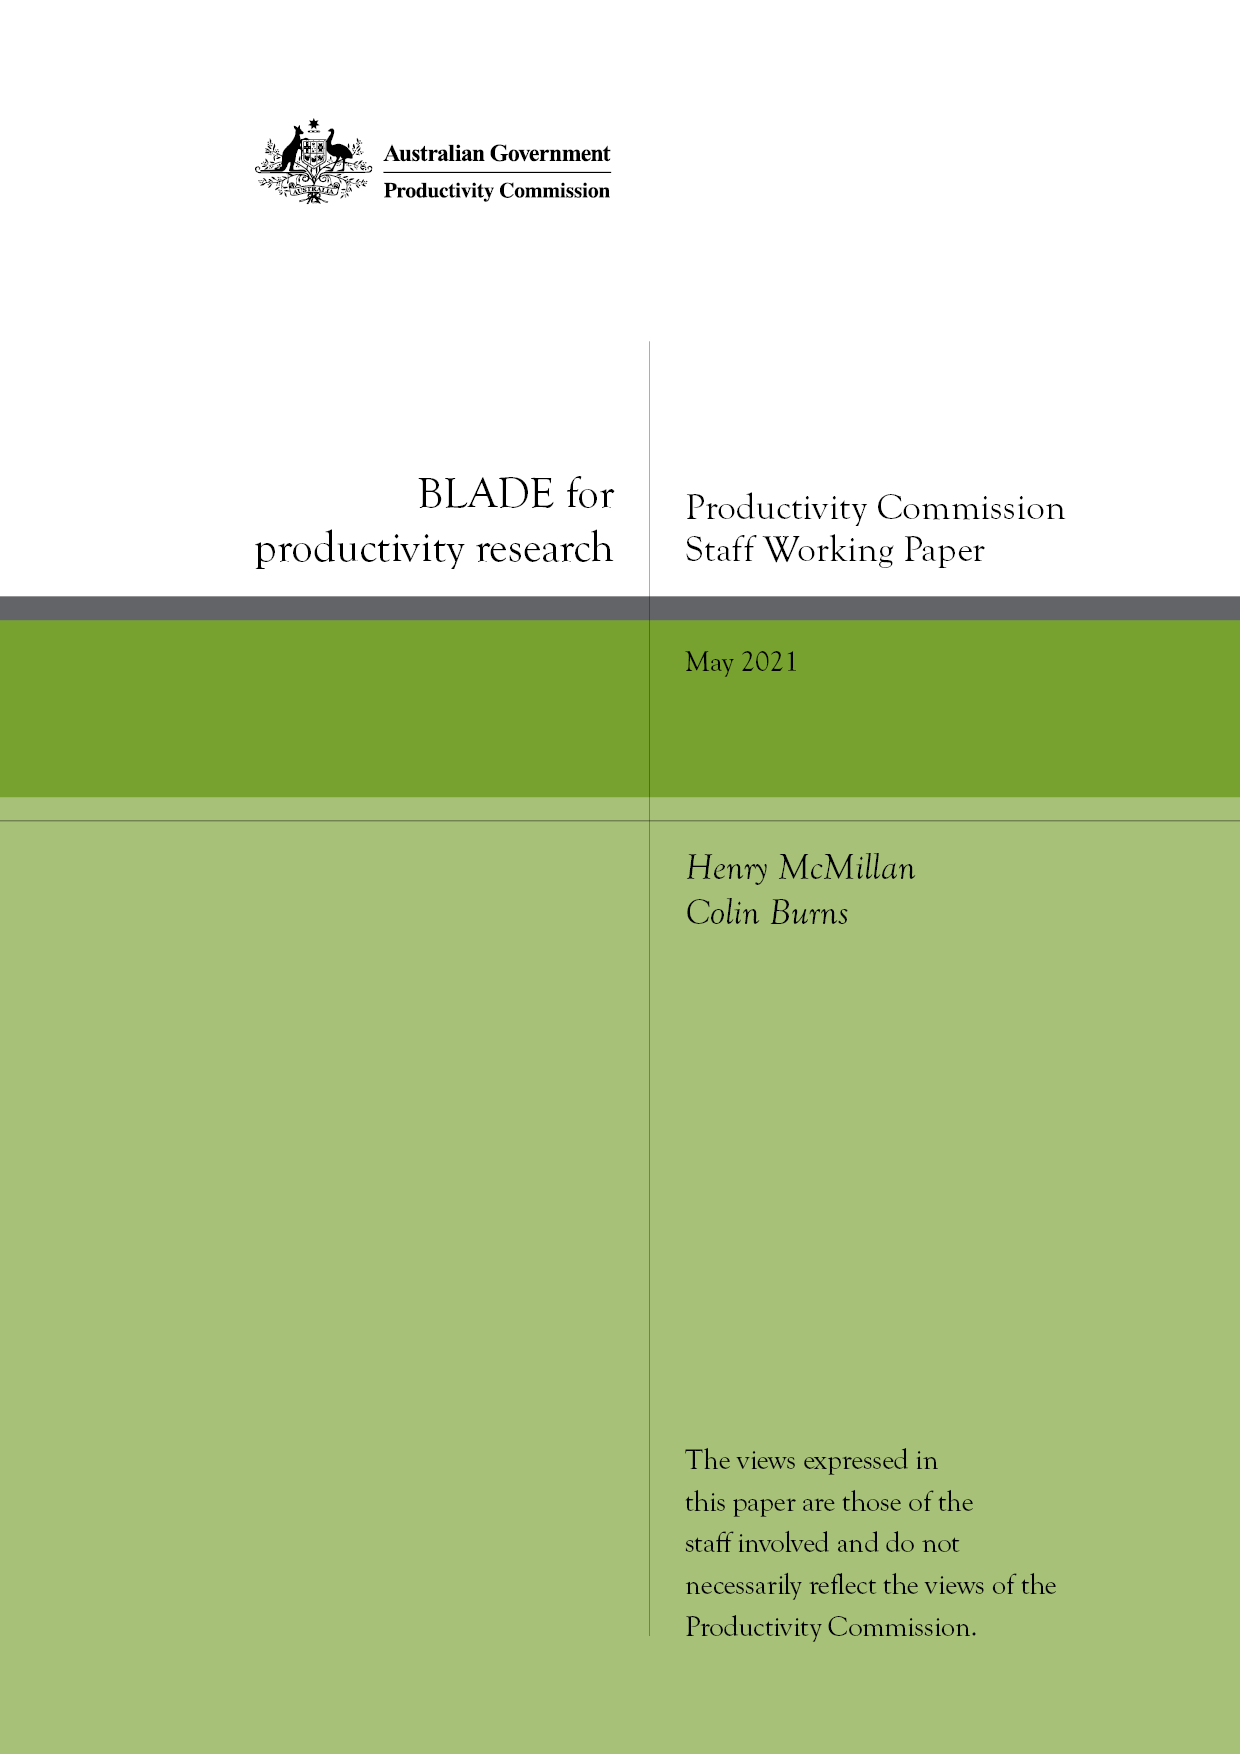 AUSTRALIA
Australian Government
Productivity Commission
BLADE for
productivity research
Productivity Commission
Staff Working Paper
May 2021
Henry McMillan
Colin Burns
The views expressed in
this paper are those of the
staff involved and do not
necessarily reflect the views of the
Productivity Commission.